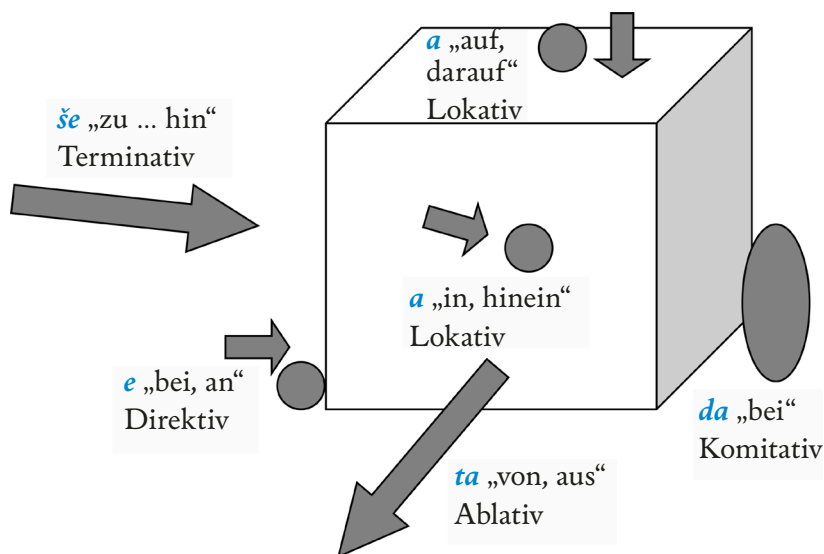 a „auf,
darauf“
Lokativ
še „zu ... hin“
Terminativ
a „in, hinein“
Lokativ
e „bei, an“
Direktiv
da „bei“
Komitativ
ta „von, aus“
Ablativ